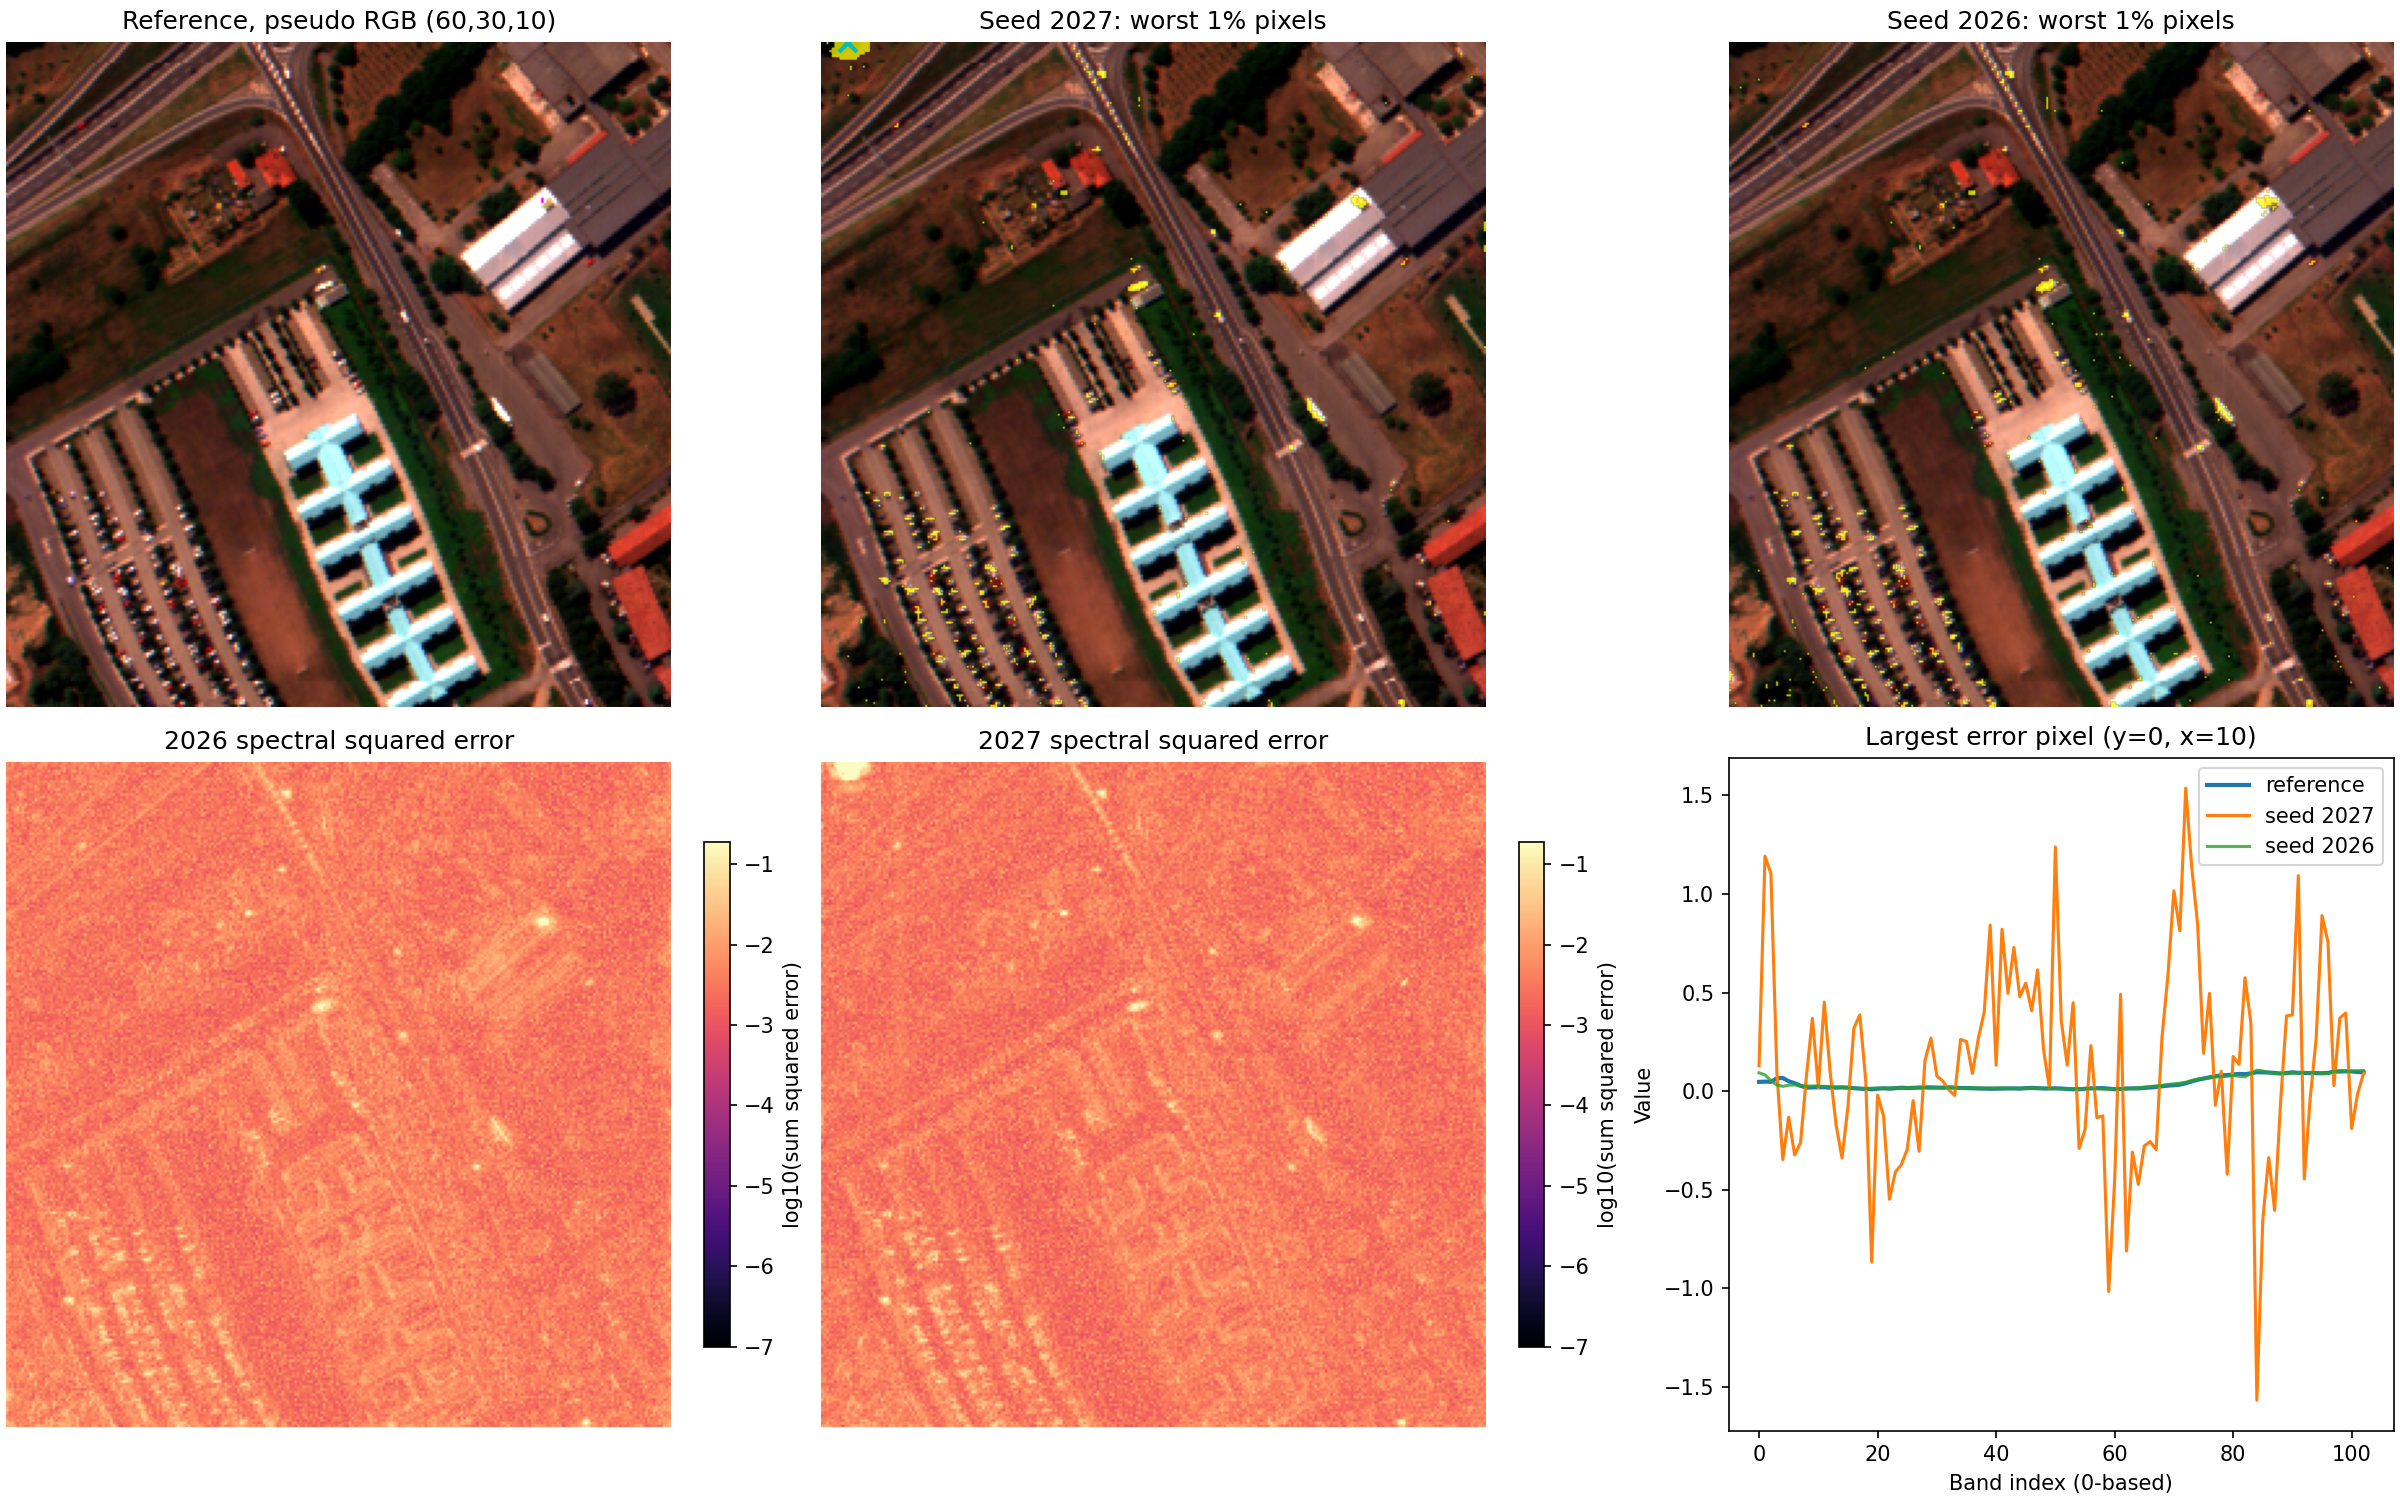 Reference, pseudo RGB (60,30,10)
Seed 2027: worst 1% pixels
Seed 2026: worst 1% pixels
2026 spectral squared error
−1
−2
−3
−4
−5
−6
−7
log10(sum squared error)
2027 spectral squared error
−1
−2
−3
−4
−5
−6
−7
log10(sum squared error)
Largest error pixel (y=0, x=10)
reference
seed 2027
seed 2026
1.5
1.0
0.5
0.0
−0.5
−1.0
−1.5
Value
0
20
40
60
80
100
Band index (0-based)